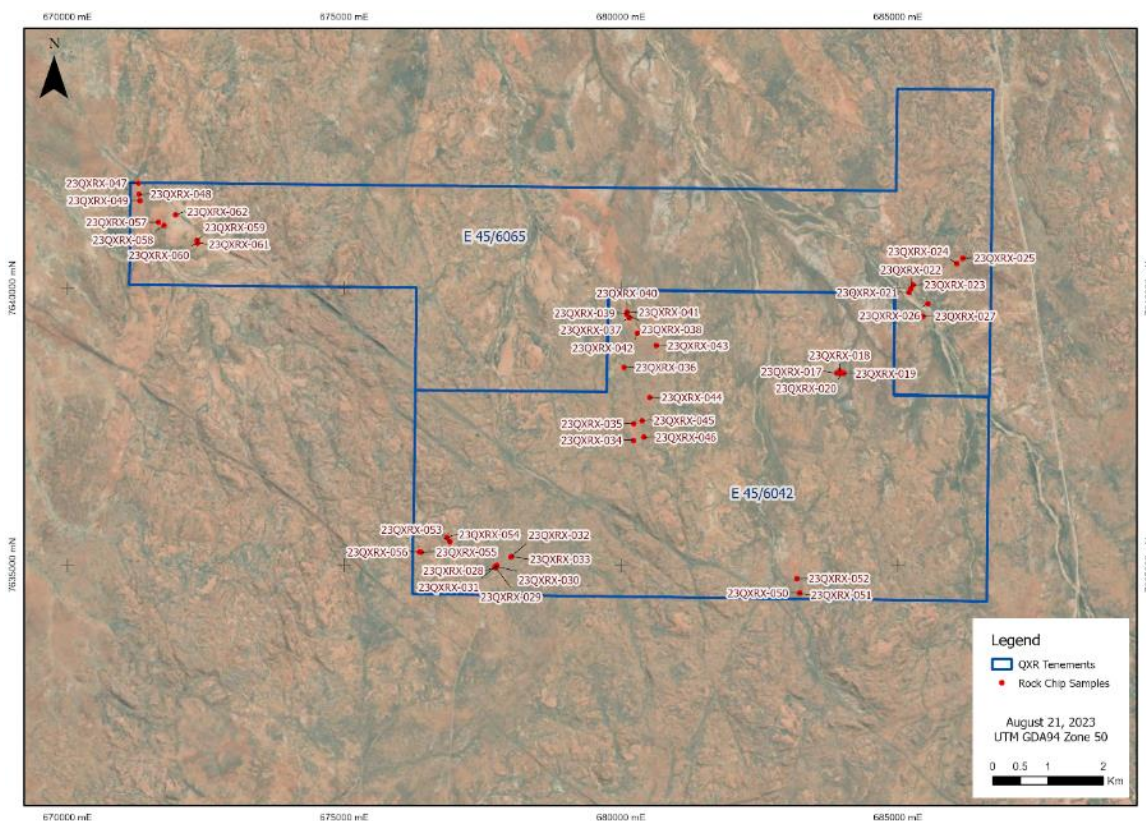 670000 mE
675000 mE
680000 mE
685000 mE
N
23QXRX-047
23QXRX-048
23QXRX-049
23QXRX-062
23QXRX-057
23QXRX-059
23QXRX-058
23QXRX-061
23QXRX-060
E 45/6065
23QXRX-024
23QXRX-025
23QXRX-022
23QXRX-023
23QXRX-021
23QXRX-026
23QXRX-027
7640000 mN
23QXRX-040
23QXRX-039
23QXRX-041
23QXRX-037
23QXRX-038
23QXRX-042
23QXRX-043
23QXRX-036
23QXRX-018
23QXRX-017
23QXRX-019
23QXRX-020
23QXRX-044
23QXRX-045
23QXRX-035
23QXRX-046
23QXRX-034
E 45/6042
23QXRX-053
23QXRX-054
23QXRX-032
23QXRX-056
23QXRX-055
23QXRX-033
23QXRX-028
23QXRX-030
23QXRX-031
23QXRX-029
7635000 mN
23QXRX-052
23QXRX-050
23QXRX-051
Legend
QXR Tenements
Rock Chip Samples
August 21, 2023
UTM GDA94 Zone 50
0 0.5 1 2
Km
670000 mE
675000 mE
680000 mE
685000 mE